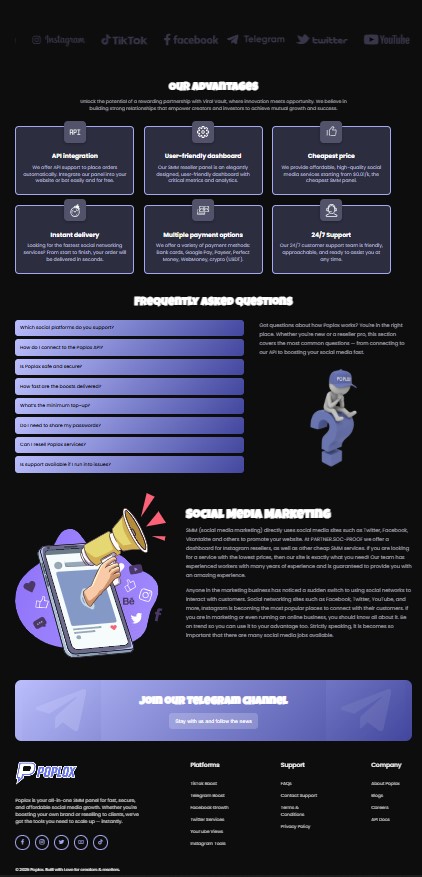 Instagram TikTok facebook Telegram twitter YouTube
Our Advantages
Unlock the potential of a rewarding partnership with Viral Vault, where innovation meets opportunity. We believe in
building strong relationships that empower creators and investors to achieve mutual growth and success.
API
API integration
We offer API support to place orders
automatically. Integrate our panel into your
website or bot easily and for free.
User-friendly dashboard
Our SMM reseller panel is an elegantly
designed, user-friendly dashboard with
critical metrics and analytics.
Cheapest price
We provide affordable, high-quality social
media services starting from $0.01/k, the
cheapest SMM panel.
Instant delivery
Looking for the fastest social networking
services? From start to finish, your order will
be delivered in seconds.
Multiple payment options
We offer a variety of payment methods:
Bank cards, Google Pay, Payeer, Perfect
Money, WebMoney, crypto (USDT).
24/7 Support
Our 24/7 customer support team is friendly,
approachable, and ready to assist you at
any time.
Frequently Asked Questions
Which social platforms do you support?
How do I connect to the Poplox API?
Is Poplox safe and secure?
How fast are the boosts delivered?
What's the minimum top-up?
Do I need to share my passwords?
Can I resell Poplox services?
Is support available if I run into issues?
Got questions about how Poplox works? You're in the right
place. Whether you're new or a reseller pro, this section
covers the most common questions — from connecting to
our API to boosting your social media fast.
POPLOX
Social Media Marketing
SMM (social media marketing) directly uses social media sites such as Twitter, Facebook,
VKontakte and others to promote your website. At PARTNER.SOC-PROOF we offer a
dashboard for Instagram resellers, as well as other cheap SMM services. If you are looking
for a service with the lowest prices, then our site is exactly what you need! Our team has
experienced workers with many years of experience and is guaranteed to provide you with
an amazing experience.
Anyone in the marketing business has noticed a sudden switch to using social networks to
interact with customers. Social networking sites such as Facebook, Twitter, YouTube, and
more, Instagram is becoming the most popular places to connect with their customers. If
you are in marketing or even running an online business, you should know all about it. Be
on trend so you can use it to your advantage too. Strictly speaking, it is becomes so
important that there are many social media jobs available.
Bē
Join our Telegram channel
Stay with us and follow the news
POPLOX
Poplox is your all-in-one SMM panel for fast, secure,
and affordable social media growth. Whether you're
boosting your own brand or reselling to clients, we've
got the tools you need to scale up — instantly.
Platforms
TikTok Boost
Telegram Boost
Facebook Growth
Twitter Services
YouTube Views
Instagram Tools
Support
FAQs
Contact Support
Terms &
Conditions
Privacy Policy
Company
About Poplox
Blogs
Careers
API Docs
© 2025 Poplox. Built with Love for creators & marketers.